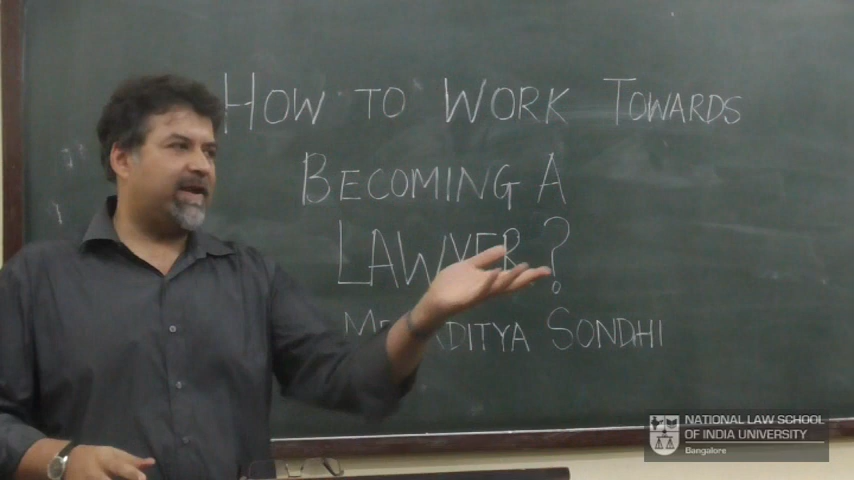 HOW TO WORK TOWARDS
BECOMING A
LAWYER?
ADITYA SONDHI
NATIONAL LAW SCHOOL
OF INDIA UNIVERSITY
Bangalore